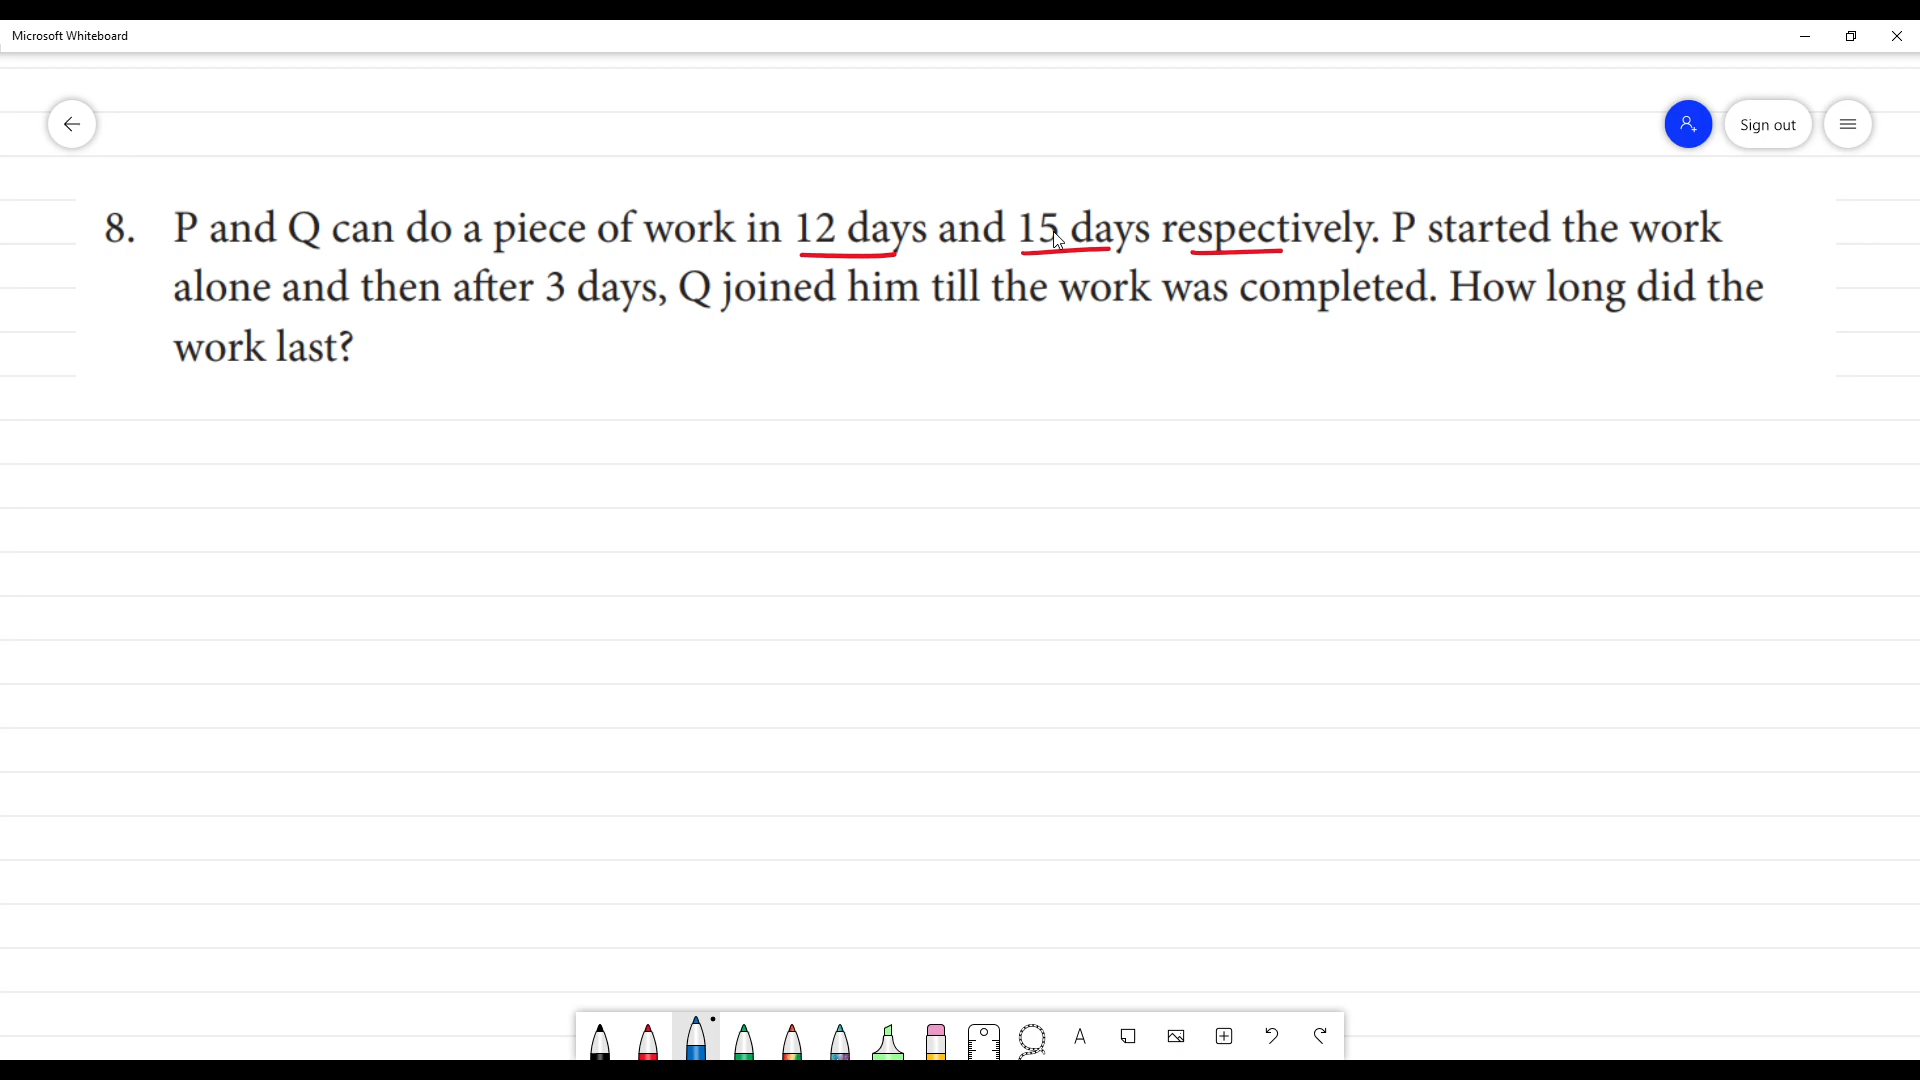 Microsoft Whiteboard
Sign out
8. P and Q can do a piece of work in 12 days and 15 days respectively. P started the work
alone and then after 3 days, Q joined him till the work was completed. How long did the
work last?